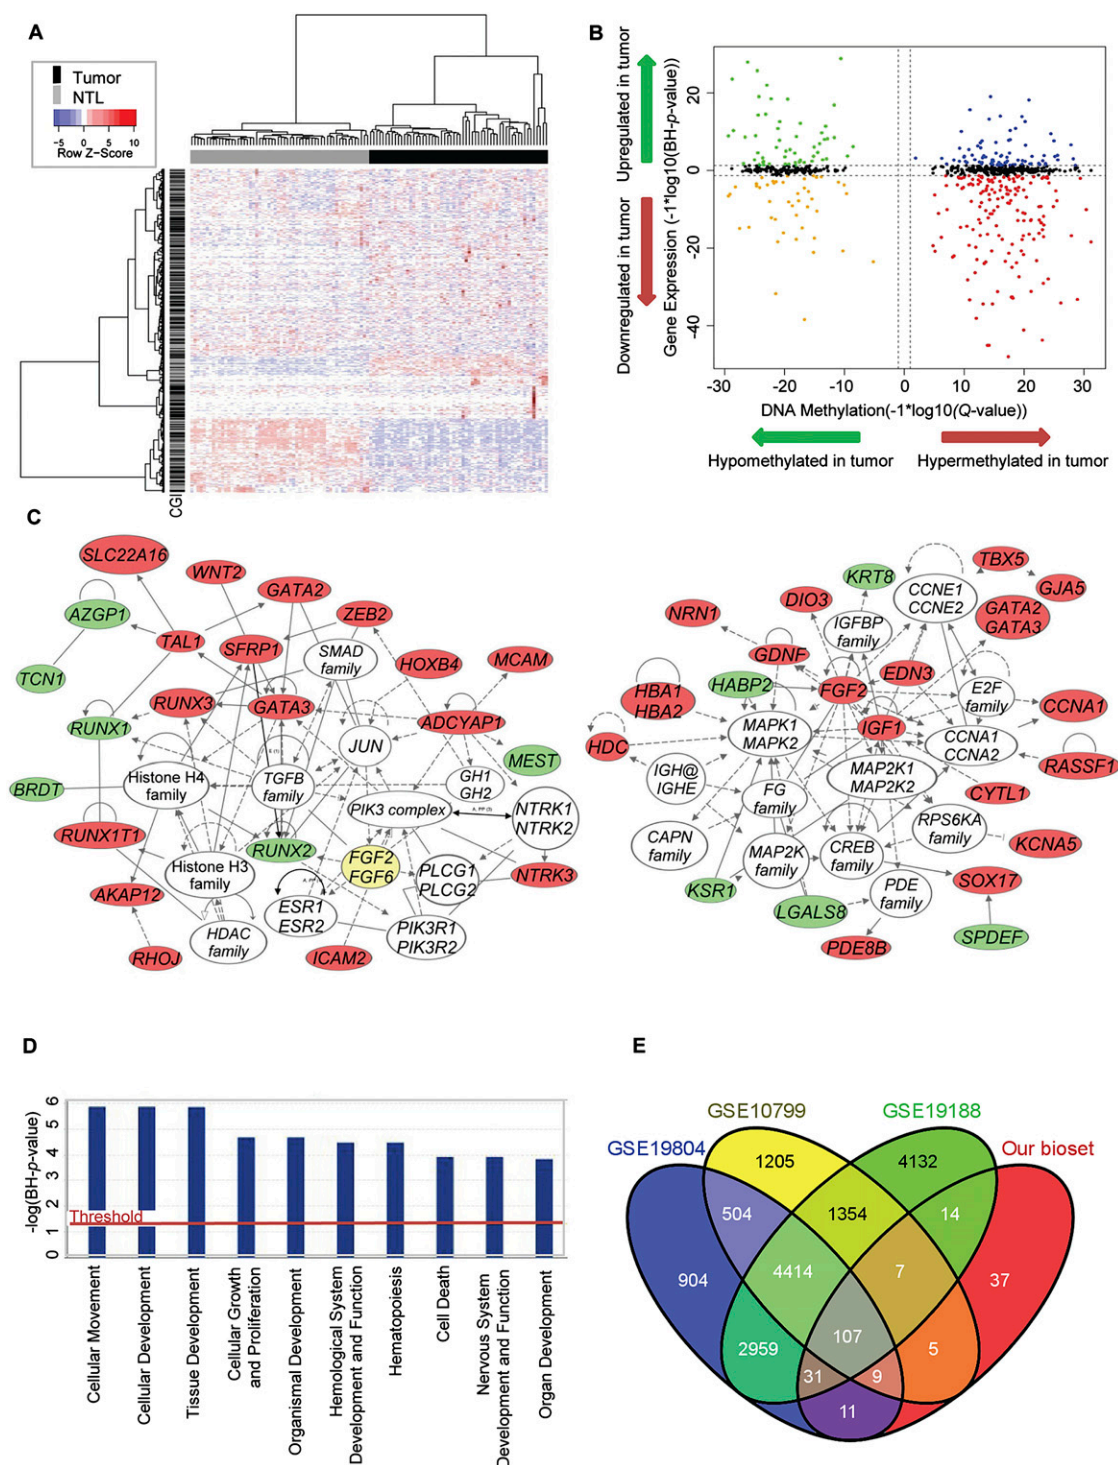 A
Tumor
NTL
-5 0 5 10
Row Z-Score
CGI
B
Upregulated in tumor
Downregulated in tumor
Gene Expression (-1*log10(BH-p-value))
20
0
-20
-40
-30 -20 -10 0 10 20 30
DNA Methylation(-1*log10(Q-value))
Hypomethylated in tumor
Hypermethylated in tumor
C
SLC22A16
WNT2
GATA2
ZEB2
AZGP1
TAL1
SFRP1
SMAD
family
HOXB4
MCAM
TCN1
RUNX3
GATA3
ADCYAP1
RUNX1
JUN
MEST
Histone H4
family
TGFB
family
GH1
GH2
BRDT
PIK3 complex
NTRK1
NTRK2
RUNX1T1
RUNX2
FGF2
FGF6
PLCG1
PLCG2
NTRK3
Histone H3
family
AKAP12
ESR1
ESR2
PIK3R1
PIK3R2
HDAC
family
RHOJ
ICAM2
KRT8
CCNE1
CCNE2
TBX5
GJA5
NRN1
DIO3
IGFBP
family
GATA2
GATA3
GDNF
EDN3
HBA1
HBA2
HABP2
FGF2
E2F
family
CCNA1
HDC
MAPK1
MAPK2
IGF1
CCNA1
CCNA2
RASSF1
IGH@
IGHE
FG
family
MAP2K1
MAP2K2
CYTL1
CAPN
family
RPS6KA
family
KCNA5
MAP2K
family
CREB
family
KSR1
PDE
family
SOX17
LGALS8
SPDEF
PDE8B
D
-log(BH-p-value)
6
5
4
3
2
1
0
Threshold
Cellular Movement
Cellular Development
Tissue Development
Cellular Growth
and Proliferation
Organismal Development
Hemological System
Development and Function
Hematopoiesis
Cell Death
Nervous System
Development and Function
Organ Development
E
GSE10799
GSE19188
GSE19804
Our bioset
1205
4132
504
1354
14
904
4414
7
37
107
2959
5
31
9
11